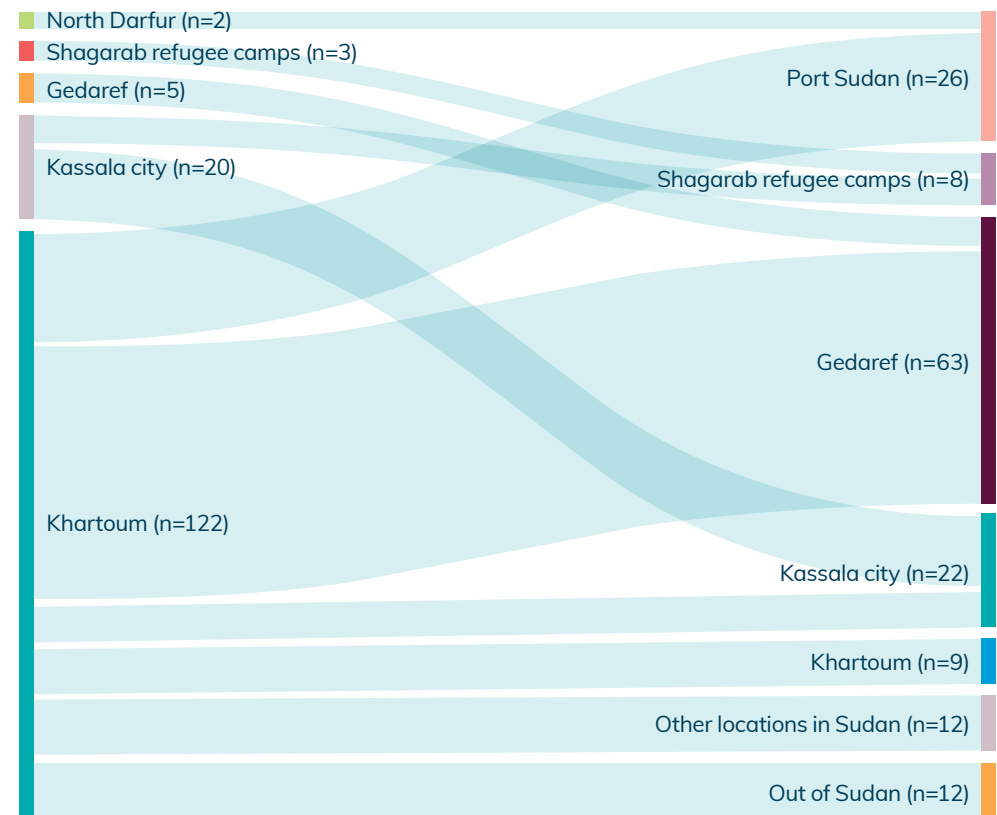 North Darfur (n=2)
Shagarab refugee camps (n=3)
Gedaref (n=5)
Kassala city (n=20)
Khartoum (n=122)
Port Sudan (n=26)
Shagarab refugee camps (n=8)
Gedaref (n=63)
Kassala city (n=22)
Khartoum (n=9)
Other locations in Sudan (n=12)
Out of Sudan (n=12)